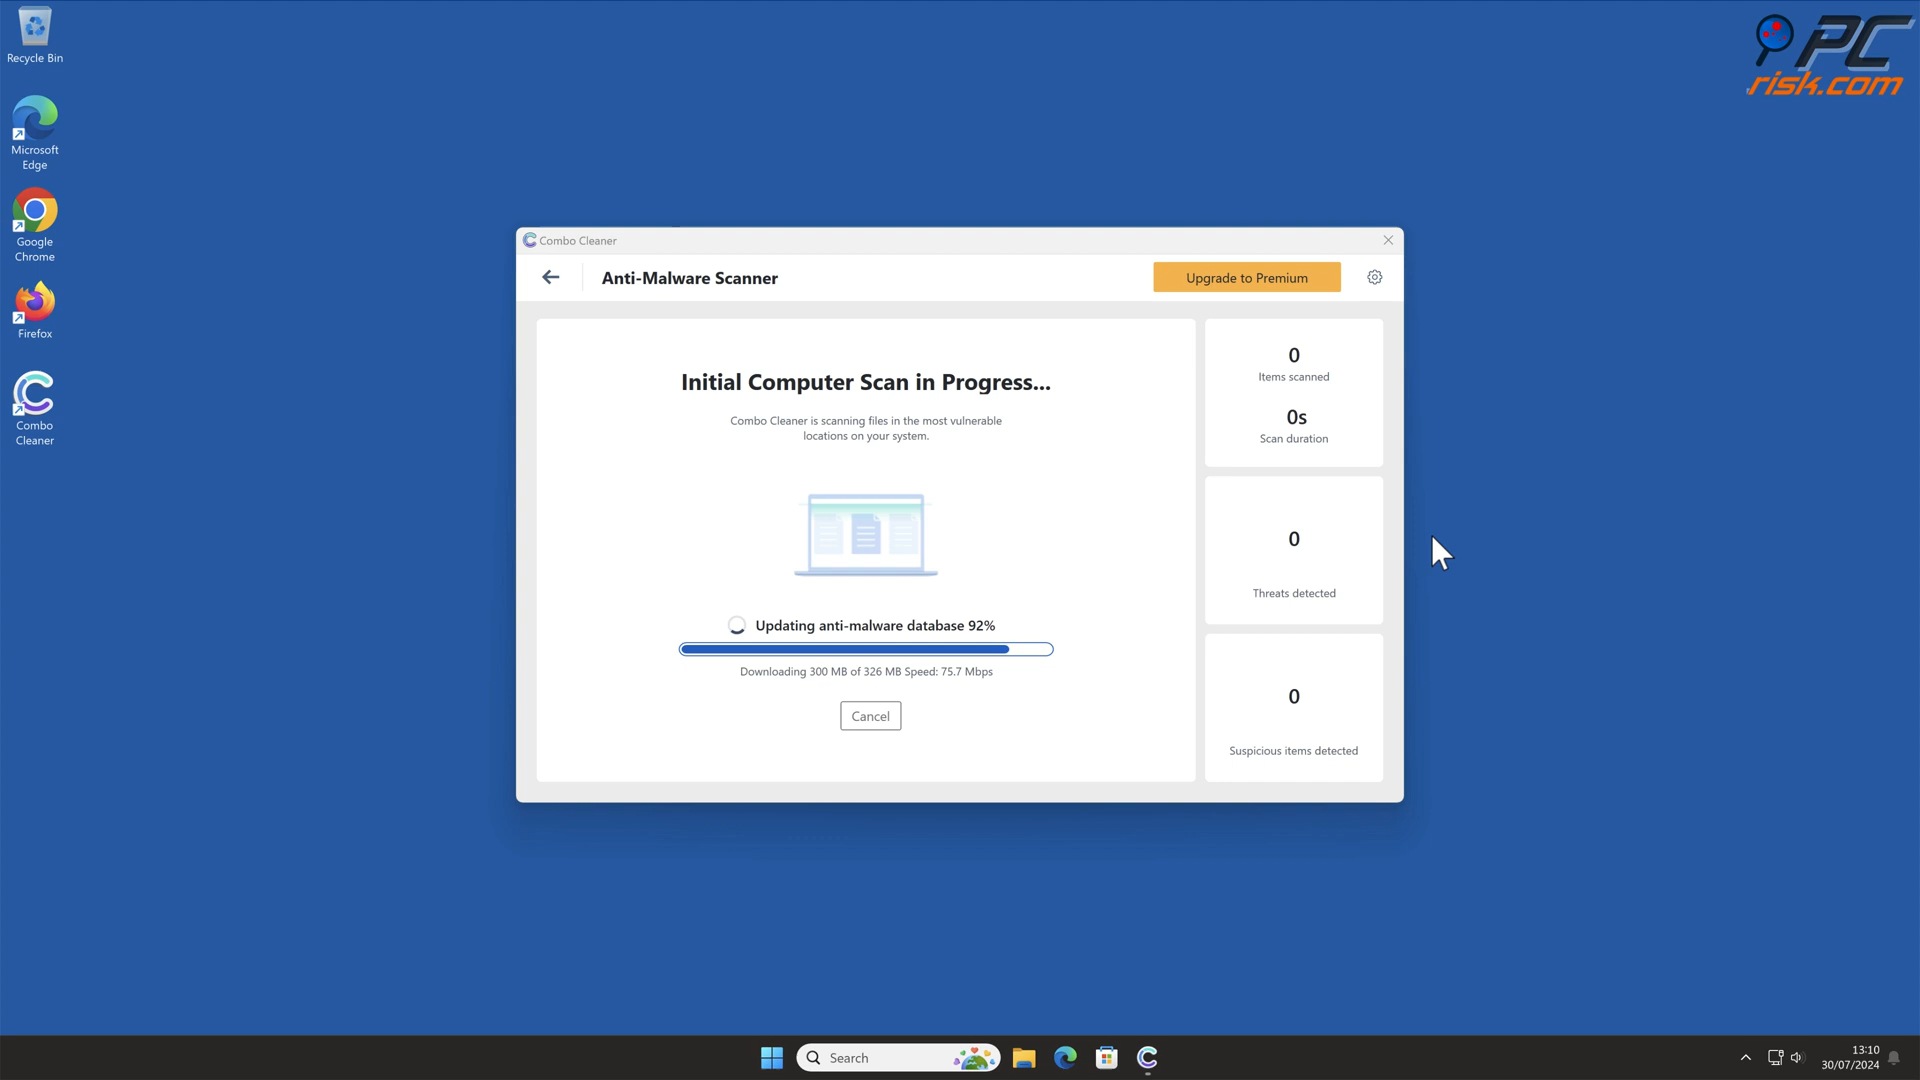 Recycle Bin
Microsoft
Edge
Google
Chrome
Firefox
Combo
Cleaner
PC
risk.com
Combo Cleaner
Anti-Malware Scanner
Upgrade to Premium
Initial Computer Scan in Progress...
Combo Cleaner is scanning files in the most vulnerable
locations on your system.
Updating anti-malware database 92%
Downloading 300 MB of 326 MB Speed: 75.7 Mbps
Cancel
0
Items scanned
0s
Scan duration
0
Threats detected
0
Suspicious items detected
Search
13:10
30/07/2024